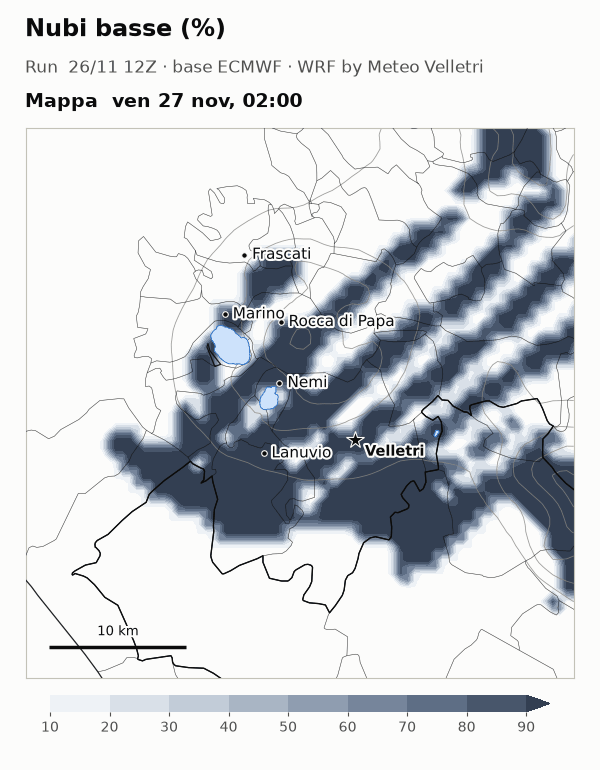 Nubi basse (%)
Run  26/11 12Z · base ECMWF · WRF by Meteo Velletri
Mappa  ven 27 nov, 02:00
Frascati
Marino
Rocca di Papa
Nemi
Velletri
Lanuvio
10 km
10 20 30 40 50 60 70 80 90